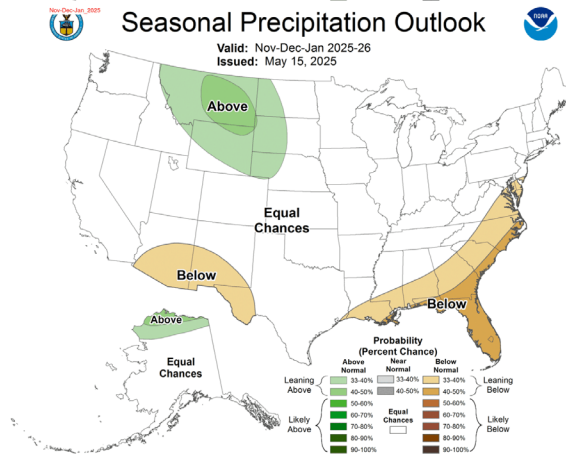 Nov-Dec-Jan_2025
Seasonal Precipitation Outlook
NOAA
Valid: Nov-Dec-Jan 2025-26
Issued: May 15, 2025
Above
Equal
Chances
Below
Below
Above
Equal
Chances
Probability
(Percent Chance)
Above
Normal
Near
Normal
Below
Normal
Leaning
Above
33-40%
40-50%
33-40%
40-50%
33-40%
40-50%
Leaning
Below
Likely
Above
50-60%
60-70%
70-80%
80-90%
90-100%
Equal
Chances
50-60%
60-70%
70-80%
80-90%
90-100%
Likely
Below